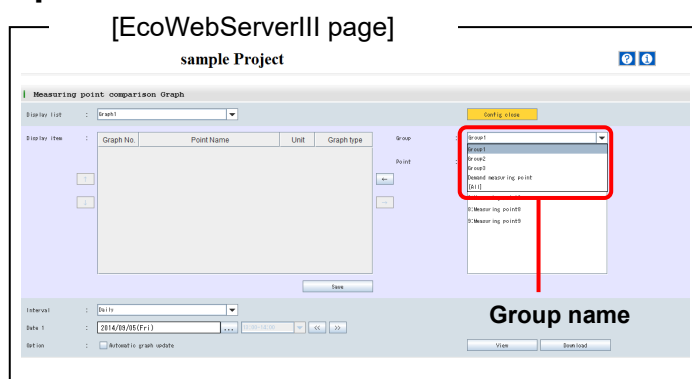 [EcoWebServerIII page]
sample Project
? i
Measuring point comparison Graph
Display list : Graph1
Config close
Display item : Graph No. Point Name Unit Graph type
Group : Group1
Group1
Group2
Group3
Demand measuring point
[All]
Point :
8:Measuring point8
9:Measuring point9
↑
↓
←
→
Save
Interval : Daily
Date 1 : 2014/09/05(Fri) ... << >>
Option : Automatic graph update
View Download
Group name